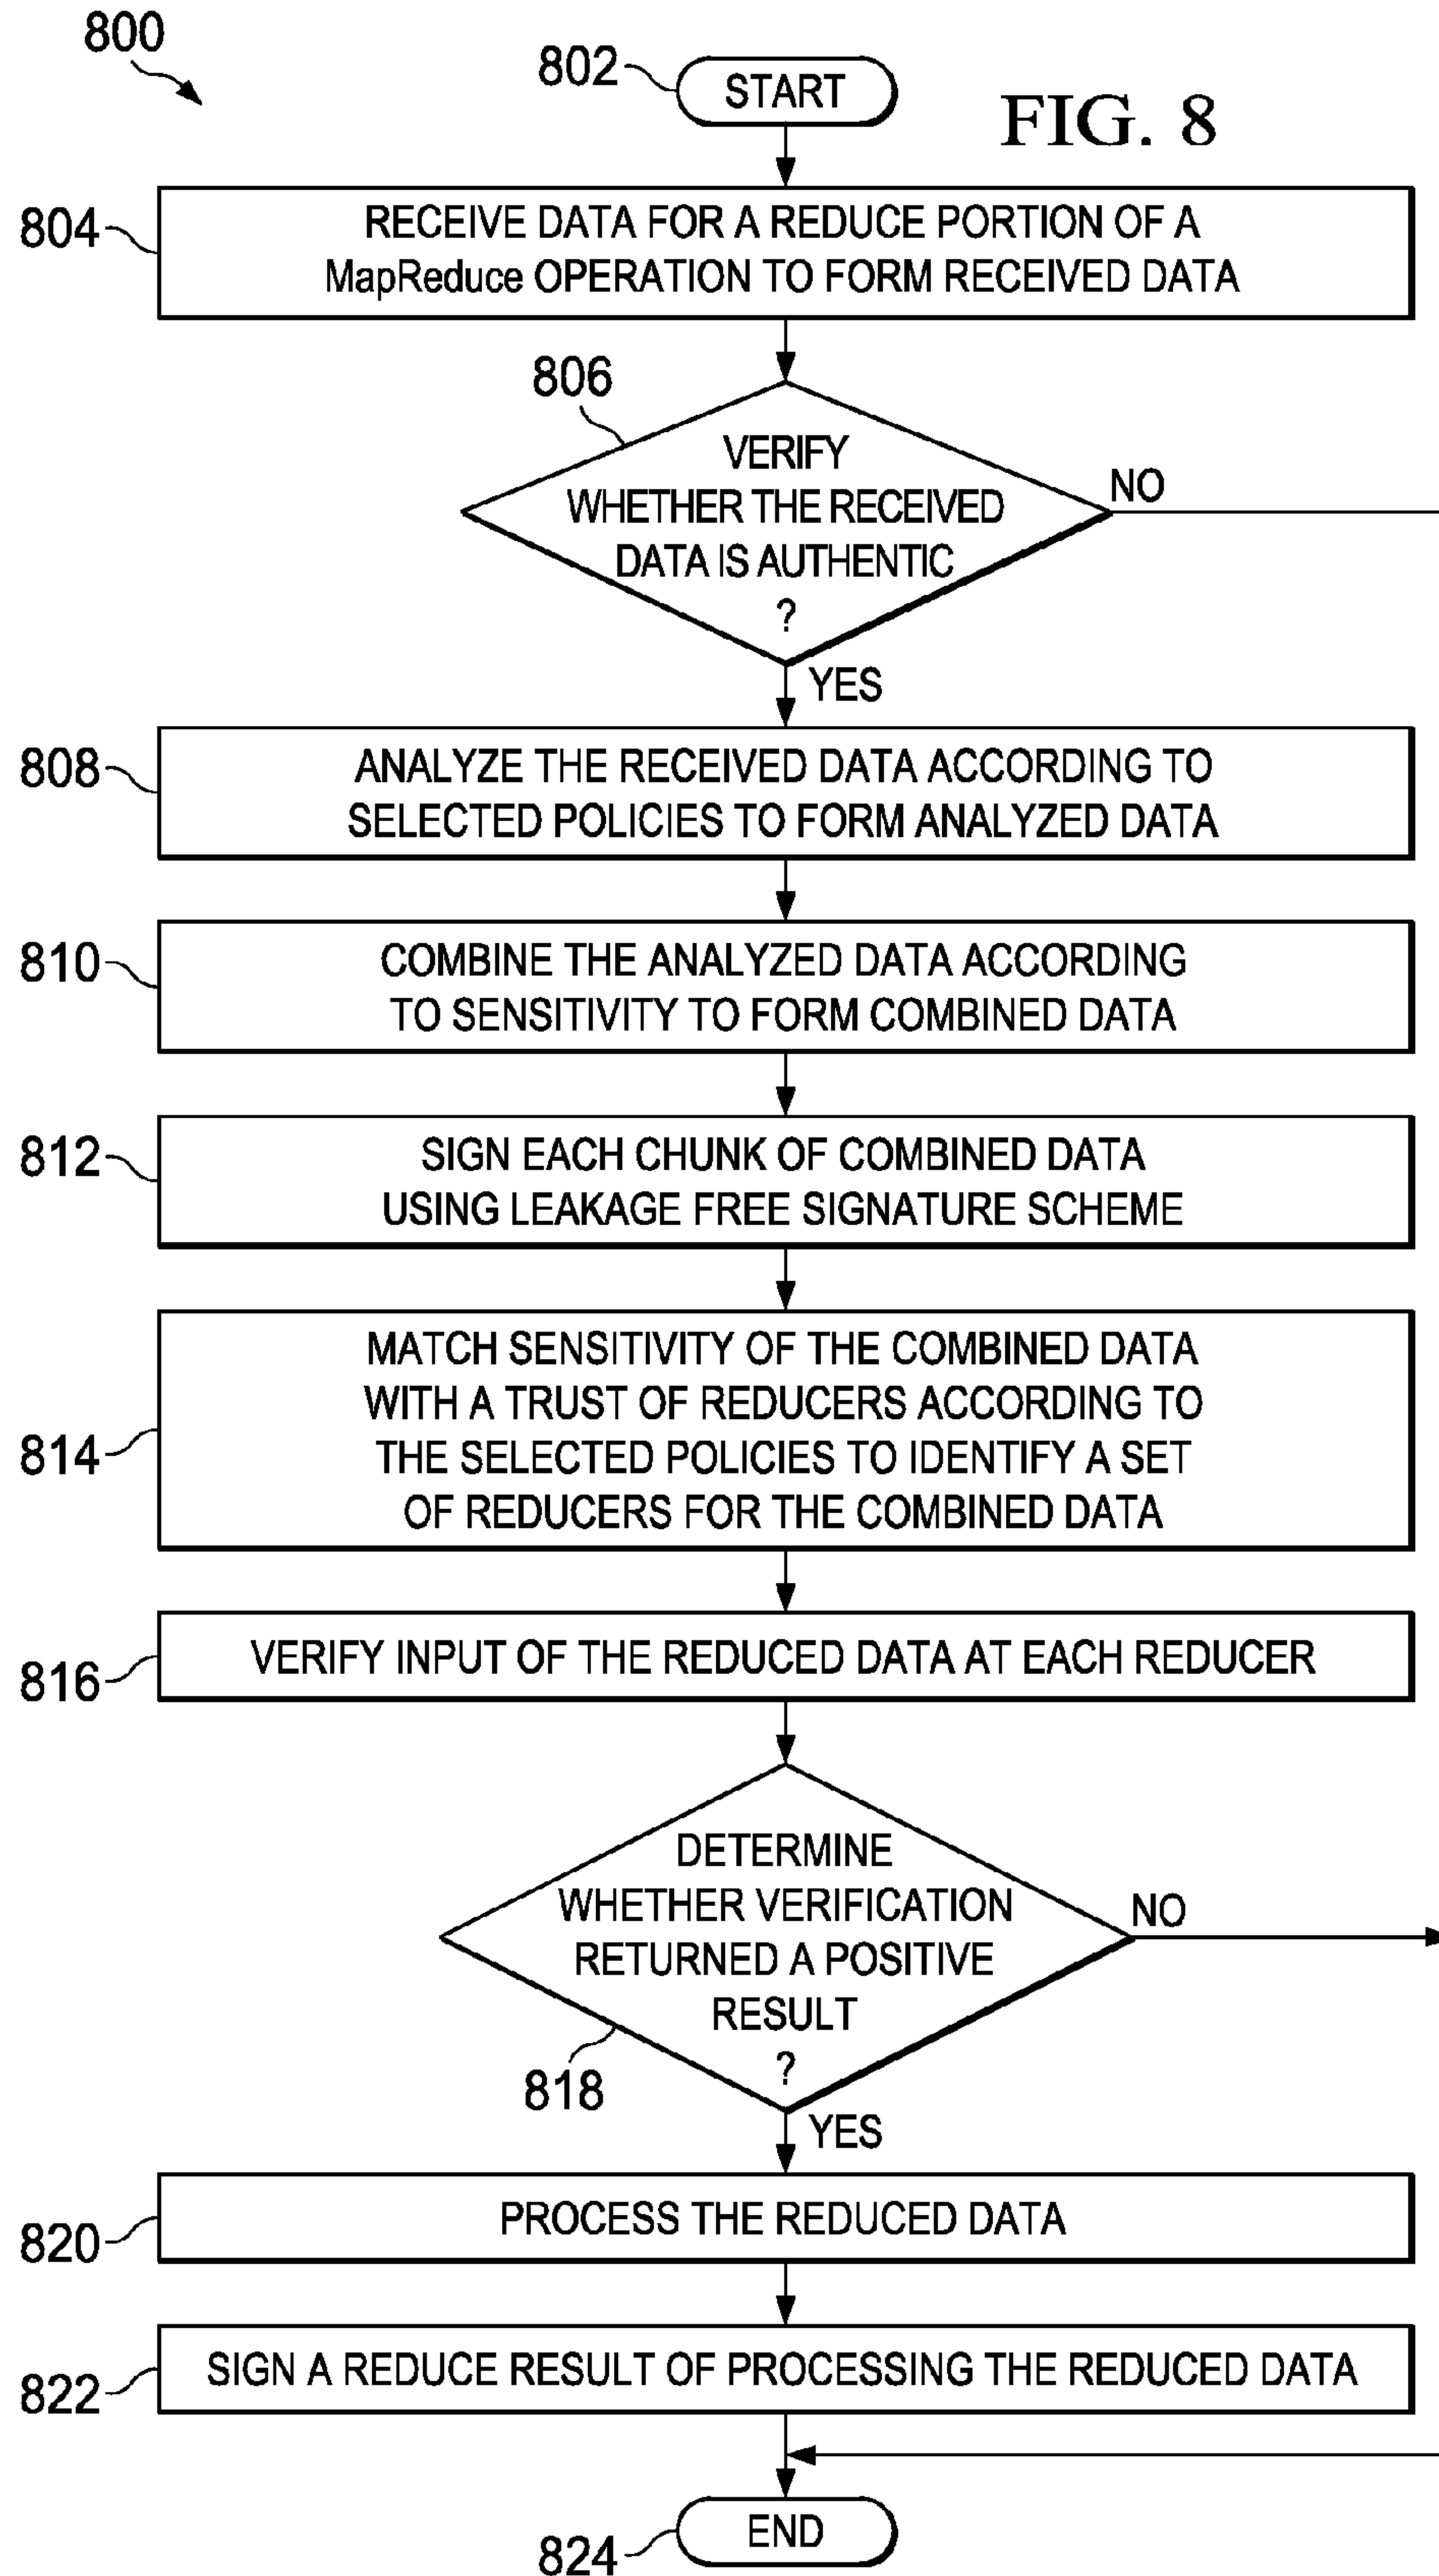 800
802
START
FIG. 8
804
RECEIVE DATA FOR A REDUCE PORTION OF A
MapReduce OPERATION TO FORM RECEIVED DATA
806
VERIFY
WHETHER THE RECEIVED
DATA IS AUTHENTIC
?
NO
YES
808
ANALYZE THE RECEIVED DATA ACCORDING TO
SELECTED POLICIES TO FORM ANALYZED DATA
810
COMBINE THE ANALYZED DATA ACCORDING
TO SENSITIVITY TO FORM COMBINED DATA
812
SIGN EACH CHUNK OF COMBINED DATA
USING LEAKAGE FREE SIGNATURE SCHEME
814
MATCH SENSITIVITY OF THE COMBINED DATA
WITH A TRUST OF REDUCERS ACCORDING TO
THE SELECTED POLICIES TO IDENTIFY A SET
OF REDUCERS FOR THE COMBINED DATA
816
VERIFY INPUT OF THE REDUCED DATA AT EACH REDUCER
DETERMINE
WHETHER VERIFICATION
RETURNED A POSITIVE
RESULT
?
NO
818
YES
820
PROCESS THE REDUCED DATA
822
SIGN A REDUCE RESULT OF PROCESSING THE REDUCED DATA
824
END